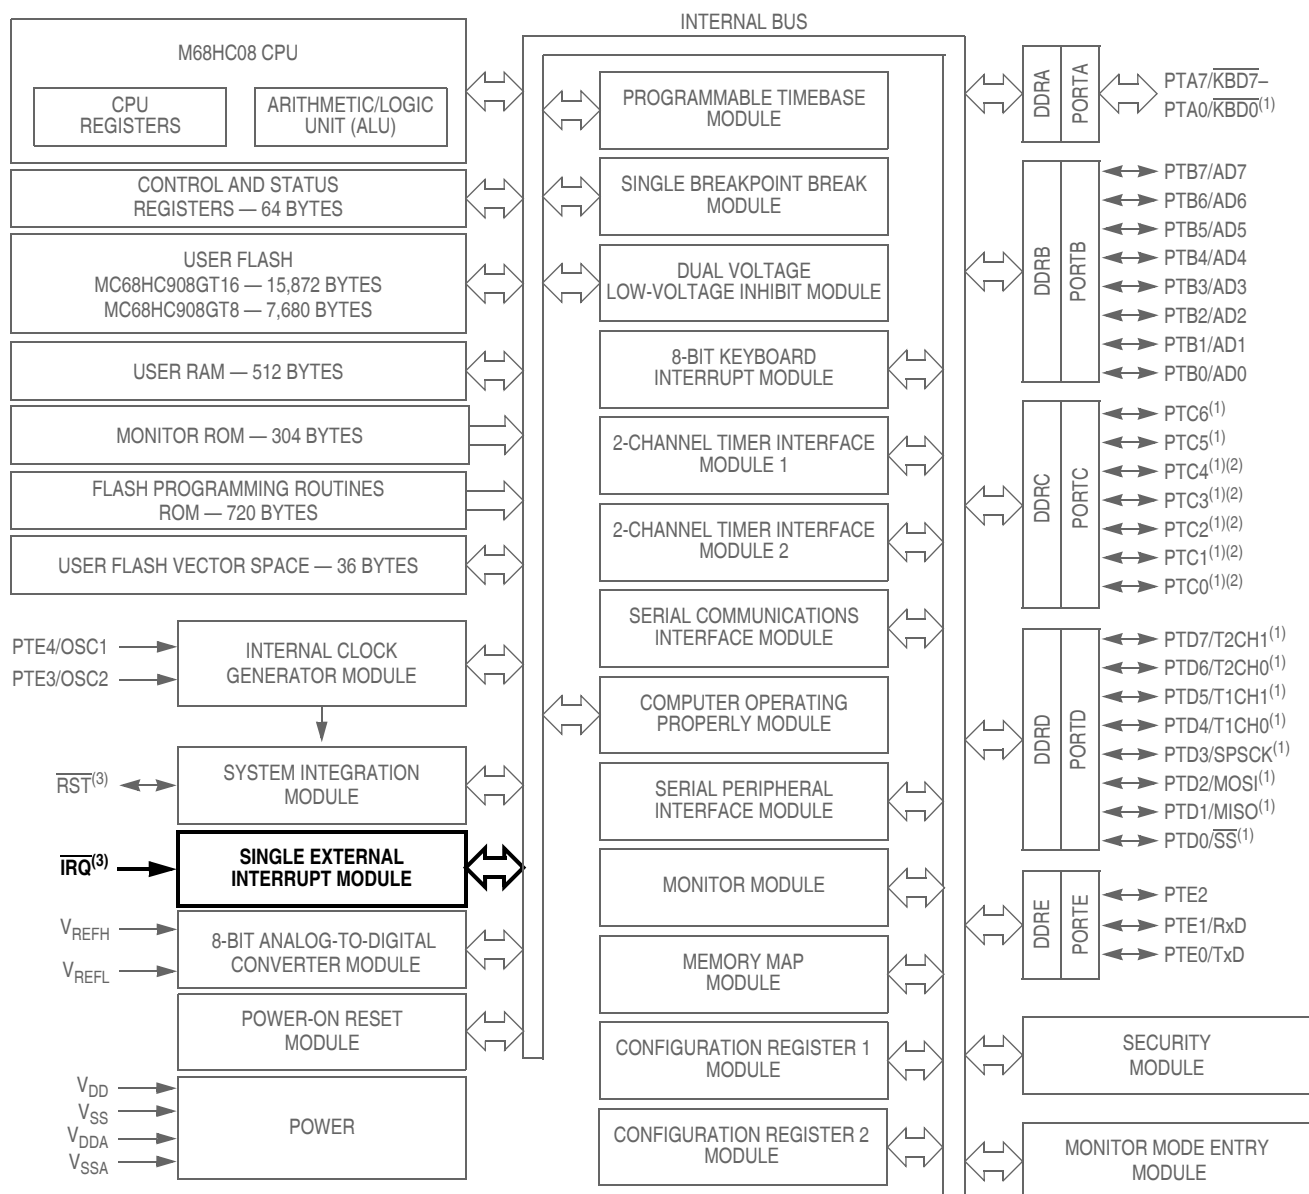 INTERNAL BUS
M68HC08 CPU
CPU
REGISTERS
ARITHMETIC/LOGIC
UNIT (ALU)
CONTROL AND STATUS
REGISTERS — 64 BYTES
USER FLASH
MC68HC908GT16 — 15,872 BYTES
MC68HC908GT8 — 7,680 BYTES
USER RAM — 512 BYTES
MONITOR ROM — 304 BYTES
FLASH PROGRAMMING ROUTINES
ROM — 720 BYTES
USER FLASH VECTOR SPACE — 36 BYTES
PTE4/OSC1
PTE3/OSC2
INTERNAL CLOCK
GENERATOR MODULE
RST(3)
SYSTEM INTEGRATION
MODULE
IRQ(3)
SINGLE EXTERNAL
INTERRUPT MODULE
VREFH
VREFL
8-BIT ANALOG-TO-DIGITAL
CONVERTER MODULE
POWER-ON RESET
MODULE
VDD
VSS
VDDA
VSSA
POWER
PROGRAMMABLE TIMEBASE
MODULE
SINGLE BREAKPOINT BREAK
MODULE
DUAL VOLTAGE
LOW-VOLTAGE INHIBIT MODULE
8-BIT KEYBOARD
INTERRUPT MODULE
2-CHANNEL TIMER INTERFACE
MODULE 1
2-CHANNEL TIMER INTERFACE
MODULE 2
SERIAL COMMUNICATIONS
INTERFACE MODULE
COMPUTER OPERATING
PROPERLY MODULE
SERIAL PERIPHERAL
INTERFACE MODULE
MONITOR MODULE
MEMORY MAP
MODULE
CONFIGURATION REGISTER 1
MODULE
CONFIGURATION REGISTER 2
MODULE
DDRA
PORTA
PTA7/KBD7–
PTA0/KBD0(1)
DDRB
PORTB
PTB7/AD7
PTB6/AD6
PTB5/AD5
PTB4/AD4
PTB3/AD3
PTB2/AD2
PTB1/AD1
PTB0/AD0
DDRC
PORTC
PTC6(1)
PTC5(1)
PTC4(1)(2)
PTC3(1)(2)
PTC2(1)(2)
PTC1(1)(2)
PTC0(1)(2)
DDRD
PORTD
PTD7/T2CH1(1)
PTD6/T2CH0(1)
PTD5/T1CH1(1)
PTD4/T1CH0(1)
PTD3/SPSCK(1)
PTD2/MOSI(1)
PTD1/MISO(1)
PTD0/SS(1)
DDRE
PORTE
PTE2
PTE1/RxD
PTE0/TxD
SECURITY
MODULE
MONITOR MODE ENTRY
MODULE